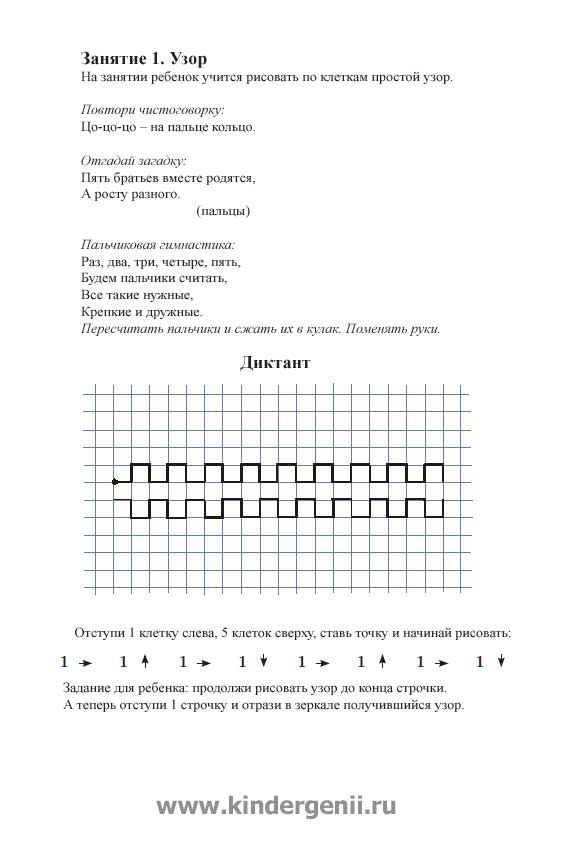 Занятие 1. Узор
На занятии ребенок учится рисовать по клеткам простой узор.
Повтори чистоговорку:
Цо-цо-цо – на пальце кольцо.
Отгадай загадку:
Пять братьев вместе родятся,
А росту разного.
(пальцы)
Пальчиковая гимнастика:
Раз, два, три, четыре, пять,
Будем пальчики считать,
Все такие нужные,
Крепкие и дружные.
Пересчитать пальчики и сжать их в кулак. Поменять руки.
Диктант
Отступи 1 клетку слева, 5 клеток сверху, ставь точку и начинай рисовать:
1 → 1 ↑ 1 → 1 ↓ 1 → 1 ↑ 1 → 1 ↓
Задание для ребенка: продолжи рисовать узор до конца строчки.
А теперь отступи 1 строчку и отрази в зеркале получившийся узор.
www.kindergenii.ru